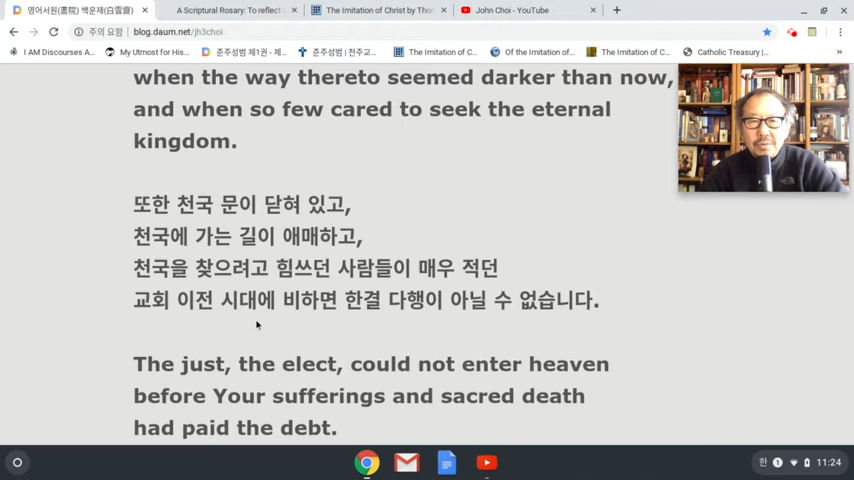 영어서원(書院) 백운재(白雲齋)
A Scriptural Rosary: To reflect
The Imitation of Christ by Thom
John Choi - YouTube
주의 요함
blog.daum.net/jh3choi
I AM Discourses A...
My Utmost for His...
준주성범 제1권 - 제...
준주성범 | 천주교...
The Imitation of C...
Of the Imitation of...
The Imitation of C...
Catholic Treasury |...
when the way thereto seemed darker than now,
and when so few cared to seek the eternal
kingdom.
또한 천국 문이 닫혀 있고,
천국에 가는 길이 애매하고,
천국을 찾으려고 힘쓰던 사람들이 매우 적던
교회 이전 시대에 비하면 한결 다행이 아닐 수 없습니다.
The just, the elect, could not enter heaven
before Your sufferings and sacred death
had paid the debt.
한
1
11:24